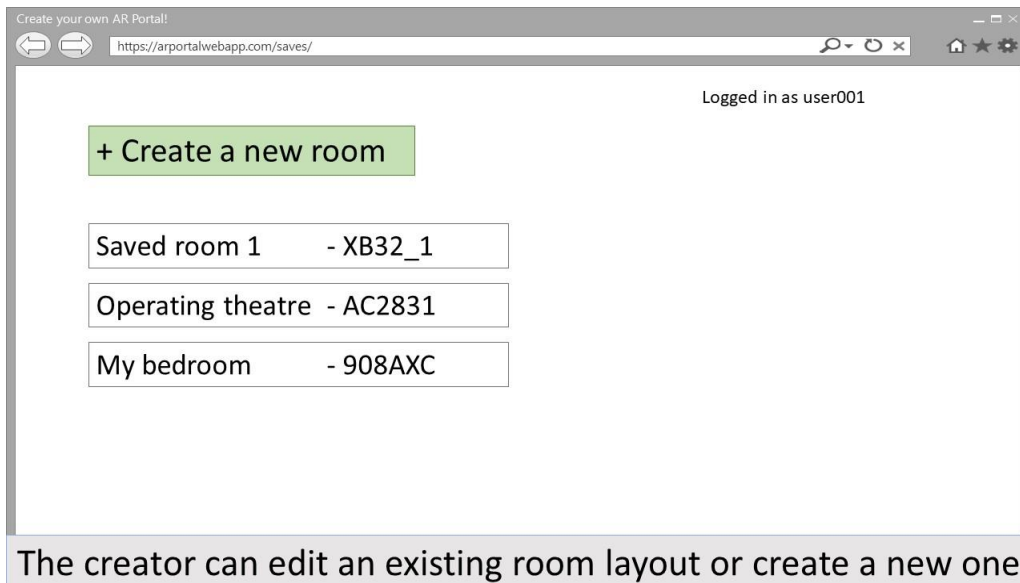 Create your own AR Portal!
https://arportalwebapp.com/saves/
Logged in as user001
+ Create a new room
Saved room 1 - XB32_1
Operating theatre - AC2831
My bedroom - 908AXC
The creator can edit an existing room layout or create a new one